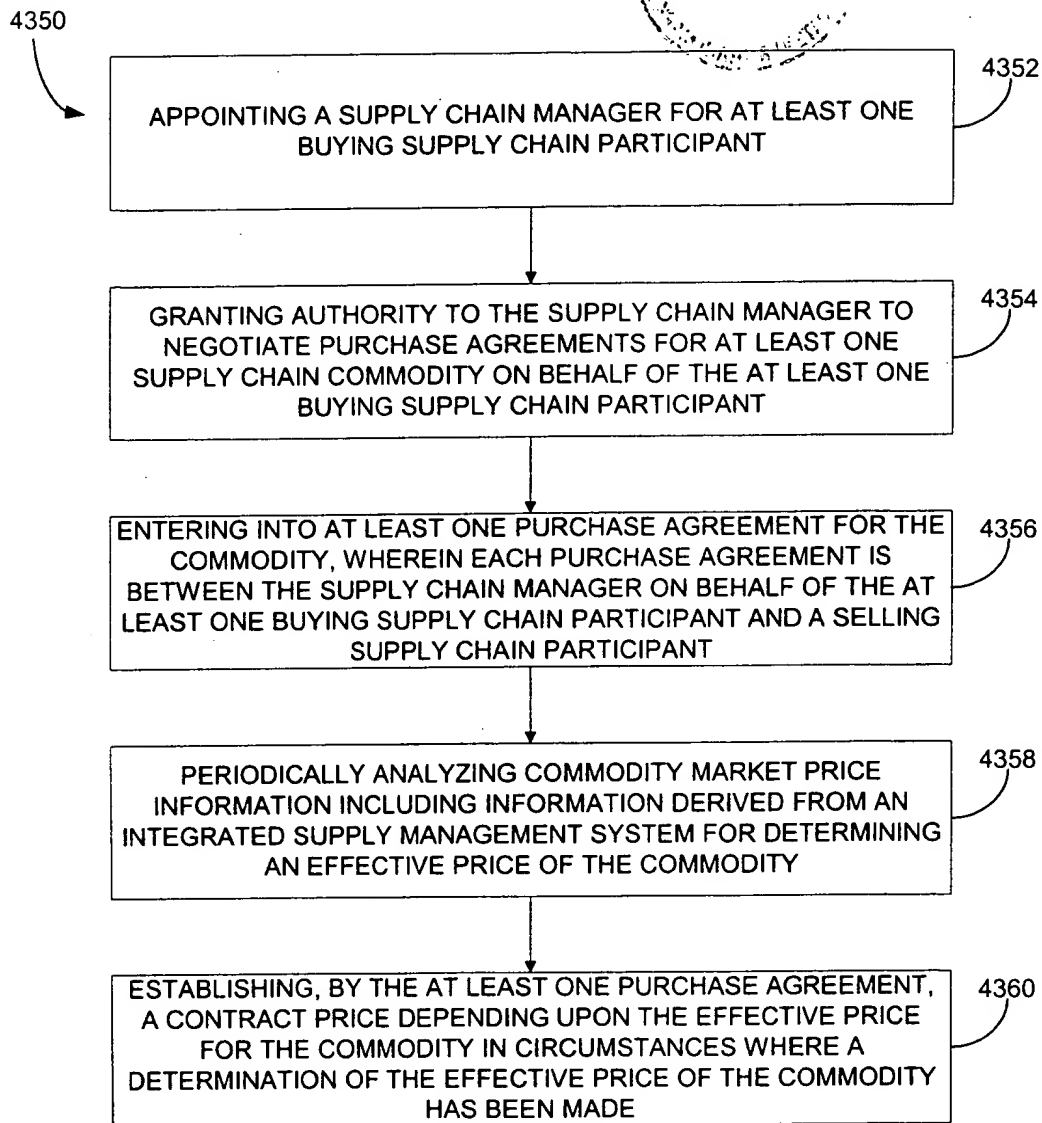 4350
4352
APPOINTING A SUPPLY CHAIN MANAGER FOR AT LEAST ONE
BUYING SUPPLY CHAIN PARTICIPANT
4354
GRANTING AUTHORITY TO THE SUPPLY CHAIN MANAGER TO
NEGOTIATE PURCHASE AGREEMENTS FOR AT LEAST ONE
SUPPLY CHAIN COMMODITY ON BEHALF OF THE AT LEAST ONE
BUYING SUPPLY CHAIN PARTICIPANT
4356
ENTERING INTO AT LEAST ONE PURCHASE AGREEMENT FOR THE
COMMODITY, WHEREIN EACH PURCHASE AGREEMENT IS
BETWEEN THE SUPPLY CHAIN MANAGER ON BEHALF OF THE AT
LEAST ONE BUYING SUPPLY CHAIN PARTICIPANT AND A SELLING
SUPPLY CHAIN PARTICIPANT
4358
PERIODICALLY ANALYZING COMMODITY MARKET PRICE
INFORMATION INCLUDING INFORMATION DERIVED FROM AN
INTEGRATED SUPPLY MANAGEMENT SYSTEM FOR DETERMINING
AN EFFECTIVE PRICE OF THE COMMODITY
4360
ESTABLISHING, BY THE AT LEAST ONE PURCHASE AGREEMENT,
A CONTRACT PRICE DEPENDING UPON THE EFFECTIVE PRICE
FOR THE COMMODITY IN CIRCUMSTANCES WHERE A
DETERMINATION OF THE EFFECTIVE PRICE OF THE COMMODITY
HAS BEEN MADE